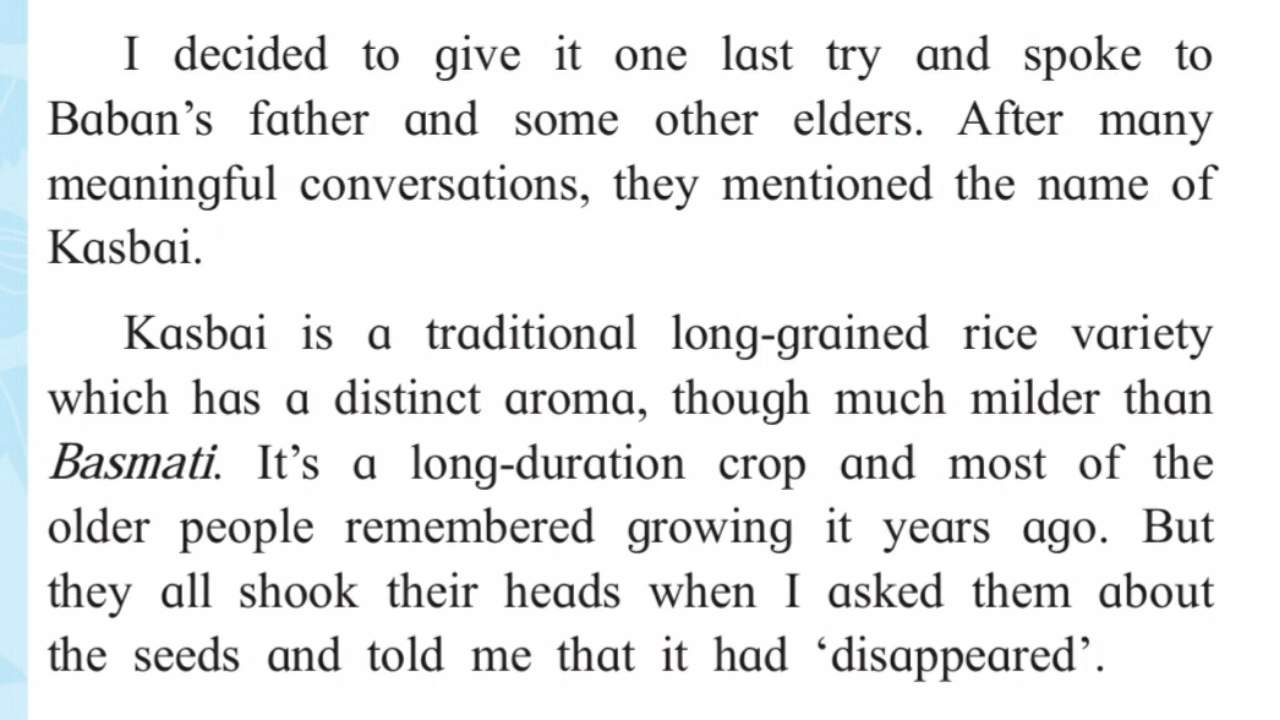 I decided to give it one last try and spoke to
Baban’s father and some other elders. After many
meaningful conversations, they mentioned the name of
Kasbai.
Kasbai is a traditional long-grained rice variety
which has a distinct aroma, though much milder than
Basmati. It’s a long-duration crop and most of the
older people remembered growing it years ago. But
they all shook their heads when I asked them about
the seeds and told me that it had ‘disappeared’.